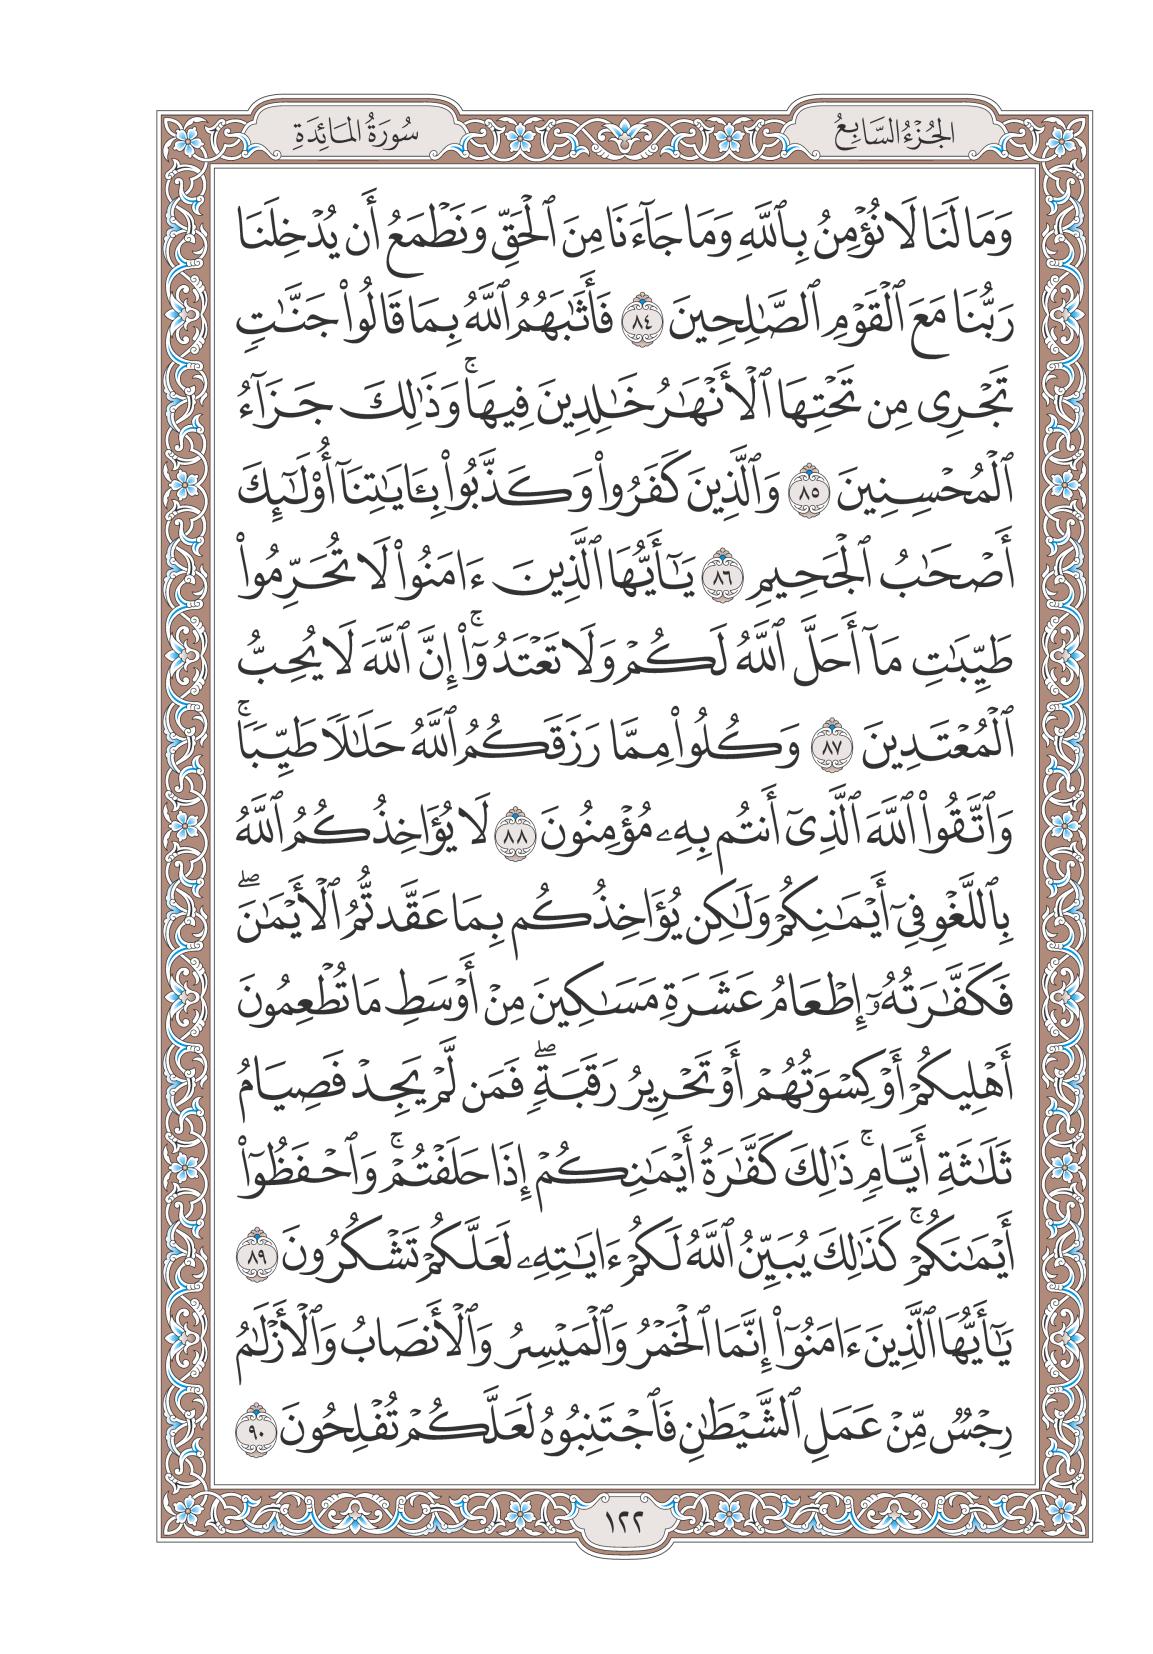 الجُزْءُ السَّابِعُ
سُورَةُ المَائِدَةِ
وَمَا لَنَا لَا نُؤْمِنُ بِٱللَّهِ وَمَا جَآءَنَا مِنَ ٱلْحَقِّ وَنَطْمَعُ أَن يُدْخِلَنَا
رَبُّنَا مَعَ ٱلْقَوْمِ ٱلصَّٰلِحِينَ ٨٤ فَأَثَٰبَهُمُ ٱللَّهُ بِمَا قَالُوا۟ جَنَّٰتٍ
تَجْرِى مِن تَحْتِهَا ٱلْأَنْهَٰرُ خَٰلِدِينَ فِيهَا ۚ وَذَٰلِكَ جَزَآءُ
ٱلْمُحْسِنِينَ ٨٥ وَٱلَّذِينَ كَفَرُوا۟ وَكَذَّبُوا۟ بِـَٔايَٰتِنَآ أُو۟لَٰٓئِكَ
أَصْحَٰبُ ٱلْجَحِيمِ ٨٦ يَٰٓأَيُّهَا ٱلَّذِينَ ءَامَنُوا۟ لَا تُحَرِّمُوا۟
طَيِّبَٰتِ مَآ أَحَلَّ ٱللَّهُ لَكُمْ وَلَا تَعْتَدُوٓا۟ ۚ إِنَّ ٱللَّهَ لَا يُحِبُّ
ٱلْمُعْتَدِينَ ٨٧ وَكُلُوا۟ مِمَّا رَزَقَكُمُ ٱللَّهُ حَلَٰلًا طَيِّبًا ۚ
وَٱتَّقُوا۟ ٱللَّهَ ٱلَّذِىٓ أَنتُم بِهِۦ مُؤْمِنُونَ ٨٨ لَا يُؤَاخِذُكُمُ ٱللَّهُ
بِٱللَّغْوِ فِىٓ أَيْمَٰنِكُمْ وَلَٰكِن يُؤَاخِذُكُم بِمَا عَقَّدتُّمُ ٱلْأَيْمَٰنَ ۖ
فَكَفَّٰرَتُهُۥٓ إِطْعَامُ عَشَرَةِ مَسَٰكِينَ مِنْ أَوْسَطِ مَا تُطْعِمُونَ
أَهْلِيكُمْ أَوْ كِسْوَتُهُمْ أَوْ تَحْرِيرُ رَقَبَةٍ ۖ فَمَن لَّمْ يَجِدْ فَصِيَامُ
ثَلَٰثَةِ أَيَّامٍ ۚ ذَٰلِكَ كَفَّٰرَةُ أَيْمَٰنِكُمْ إِذَا حَلَفْتُمْ ۚ وَٱحْفَظُوٓا۟
أَيْمَٰنَكُمْ ۚ كَذَٰلِكَ يُبَيِّنُ ٱللَّهُ لَكُمْ ءَايَٰتِهِۦ لَعَلَّكُمْ تَشْكُرُونَ ٨٩
يَٰٓأَيُّهَا ٱلَّذِينَ ءَامَنُوٓا۟ إِنَّمَا ٱلْخَمْرُ وَٱلْمَيْسِرُ وَٱلْأَنصَابُ وَٱلْأَزْلَٰمُ
رِجْسٌ مِّنْ عَمَلِ ٱلشَّيْطَٰنِ فَٱجْتَنِبُوهُ لَعَلَّكُمْ تُفْلِحُونَ ٩٠
١٢٢